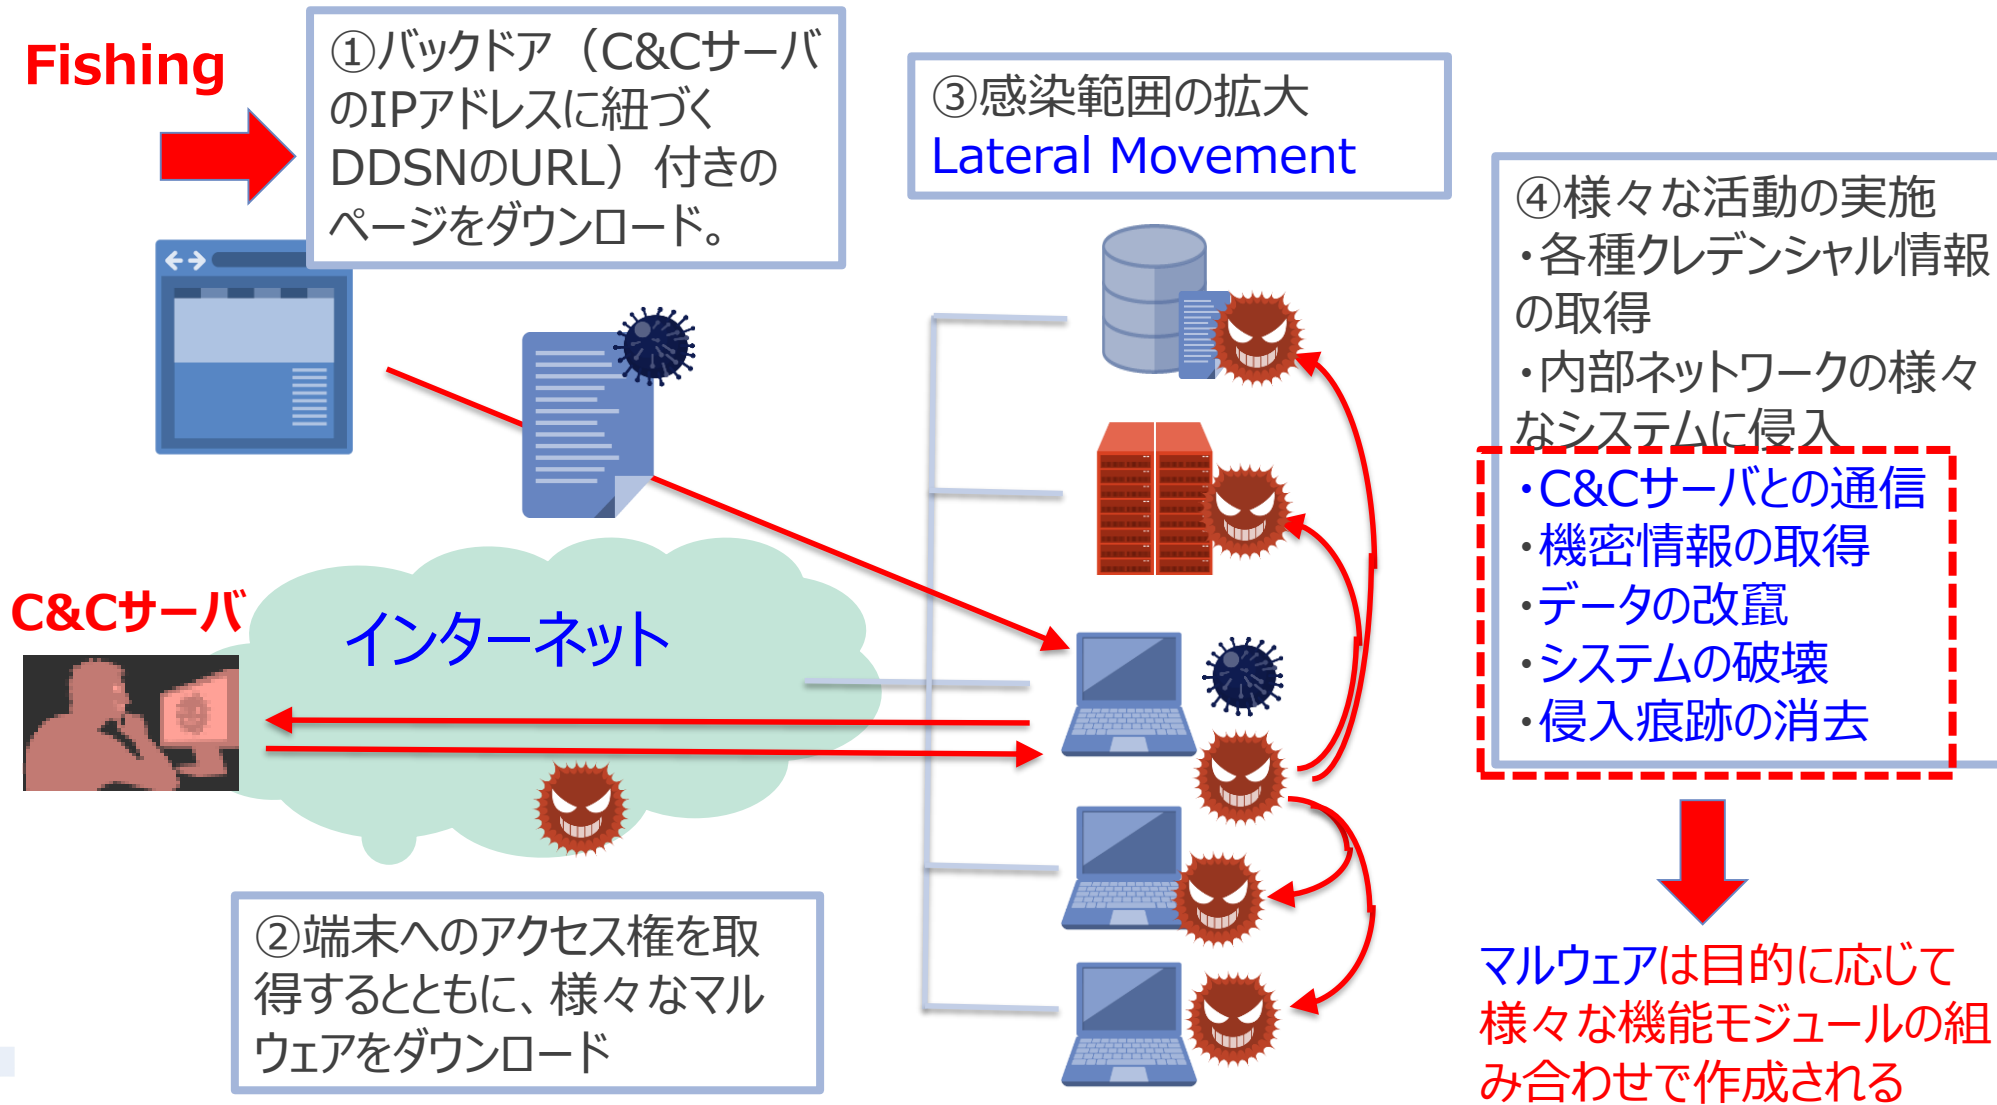 Fishing
①バックドア（C&Cサーバ
のIPアドレスに紐づく
DDSNのURL）付きの
ページをダウンロード。
③感染範囲の拡大
Lateral Movement
④様々な活動の実施
・各種クレデンシャル情報
の取得
・内部ネットワークの様々
なシステムに侵入
・C&Cサーバとの通信
・機密情報の取得
・データの改竄
・システムの破壊
・侵入痕跡の消去
C&Cサーバ
インターネット
②端末へのアクセス権を取
得するとともに、様々なマル
ウェアをダウンロード
マルウェアは目的に応じて
様々な機能モジュールの組
み合わせで作成される